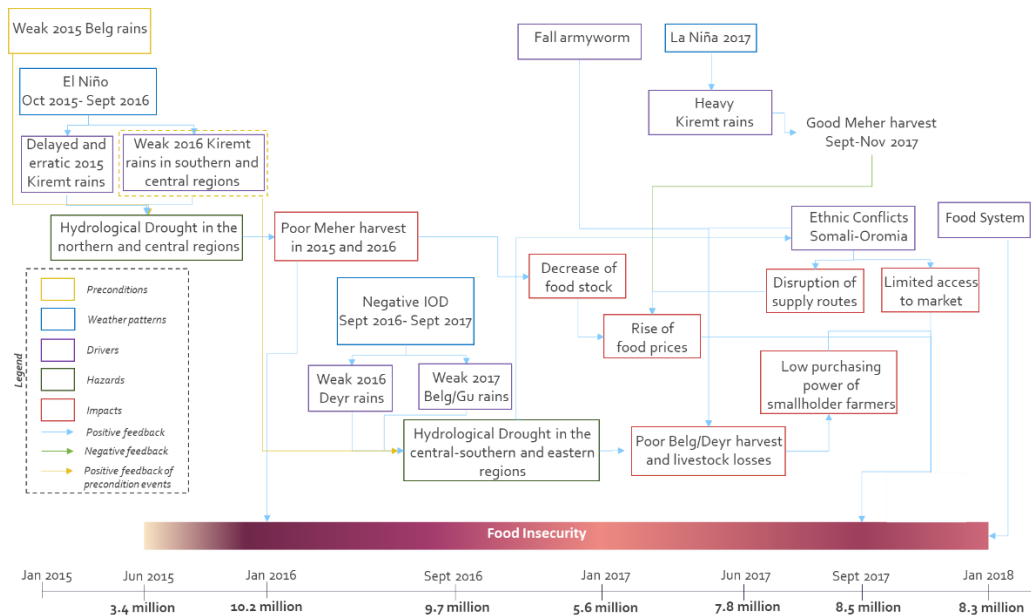 Weak 2015 Belg rains
Fall armyworm
La Niña 2017
El Niño
Oct 2015- Sept 2016
Heavy
Kiremt rains
Good Meher harvest
Sept-Nov 2017
Delayed and
erratic 2015
Kiremt rains
Weak 2016 Kiremt
rains in southern and
central regions
Hydrological Drought in the
northern and central regions
Poor Meher harvest
in 2015 and 2016
Ethnic Conflicts
Somali-Oromia
Food System
Decrease of
food stock
Disruption of
supply routes
Limited access
to market
Legend
Preconditions
Weather patterns
Drivers
Hazards
Impacts
Positive feedback
Negative feedback
Positive feedback of
precondition events
Negative IOD
Sept 2016- Sept 2017
Rise of
food prices
Weak 2016
Deyr rains
Weak 2017
Belg/Gu rains
Low purchasing
power of
smallholder farmers
Hydrological Drought in the
central-southern and eastern
regions
Poor Belg/Deyr harvest
and livestock losses
Food Insecurity
Jan 2015
Jun 2015
Jan 2016
Sept 2016
Jan 2017
Jun 2017
Sept 2017
Jan 2018
3.4 million
10.2 million
9.7 million
5.6 million
7.8 million
8.5 million
8.3 million